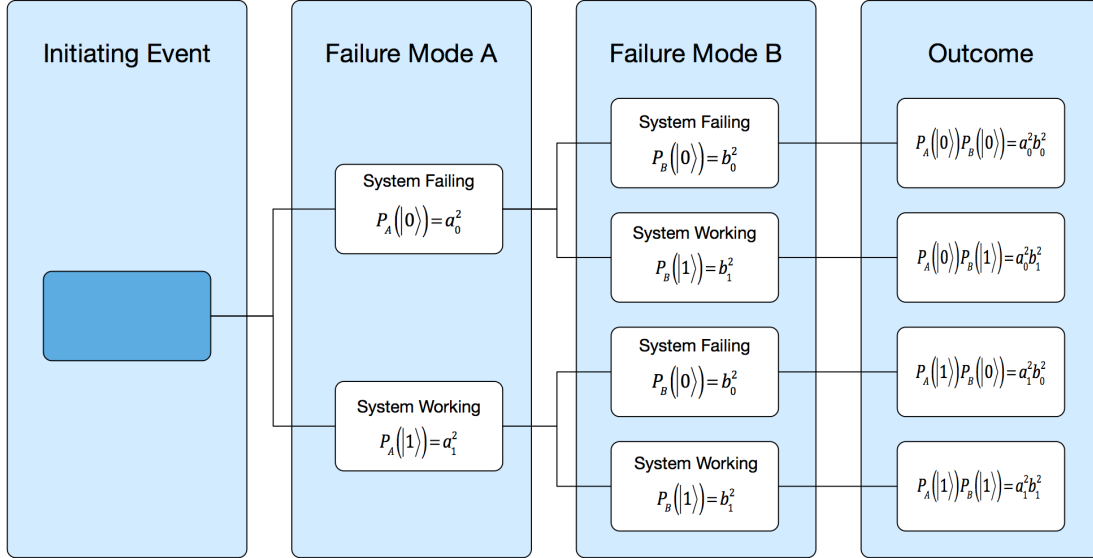 Initiating Event
Failure Mode A
Failure Mode B
Outcome
System Failing
P_A(|0⟩)=a_0^2
System Working
P_A(|1⟩)=a_1^2
System Failing
P_B(|0⟩)=b_0^2
System Working
P_B(|1⟩)=b_1^2
System Failing
P_B(|0⟩)=b_0^2
System Working
P_B(|1⟩)=b_1^2
P_A(|0⟩)P_B(|0⟩)=a_0^2b_0^2
P_A(|0⟩)P_B(|1⟩)=a_0^2b_1^2
P_A(|1⟩)P_B(|0⟩)=a_1^2b_0^2
P_A(|1⟩)P_B(|1⟩)=a_1^2b_1^2